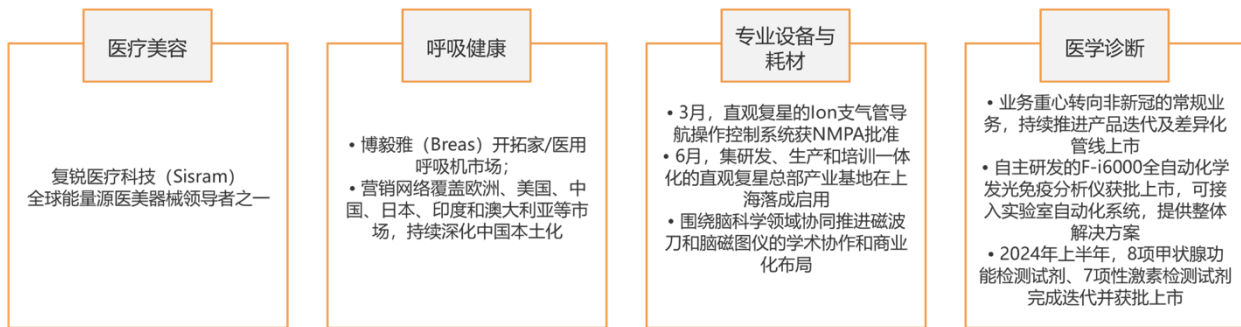 医疗美容
复锐医疗科技（Sisram）
全球能量源医美器械领导者之一
呼吸健康
• 博毅雅（Breas）开拓家/医用
呼吸机市场；
• 营销网络覆盖欧洲、美国、中
国、日本、印度和澳大利亚等市
场，持续深化中国本土化
专业设备与
耗材
• 3月，直观复星的Ion支气管导
航操作控制系统获NMPA批准
• 6月，集研发、生产和培训一体
化的直观复星总部产业基地在上
海落成启用
• 围绕脑科学领域协同推进磁波
刀和脑磁图仪的学术协作和商业
化布局
医学诊断
• 业务重心转向非新冠的常规业
务，持续推进产品迭代及差异化
管线上市
• 自主研发的F-i6000全自动化学
发光免疫分析仪获批上市，可接
入实验室自动化系统，提供整体
解决方案
• 2024年上半年，8项甲状腺功
能检测试剂、7项性激素检测试剂
完成迭代并获批上市